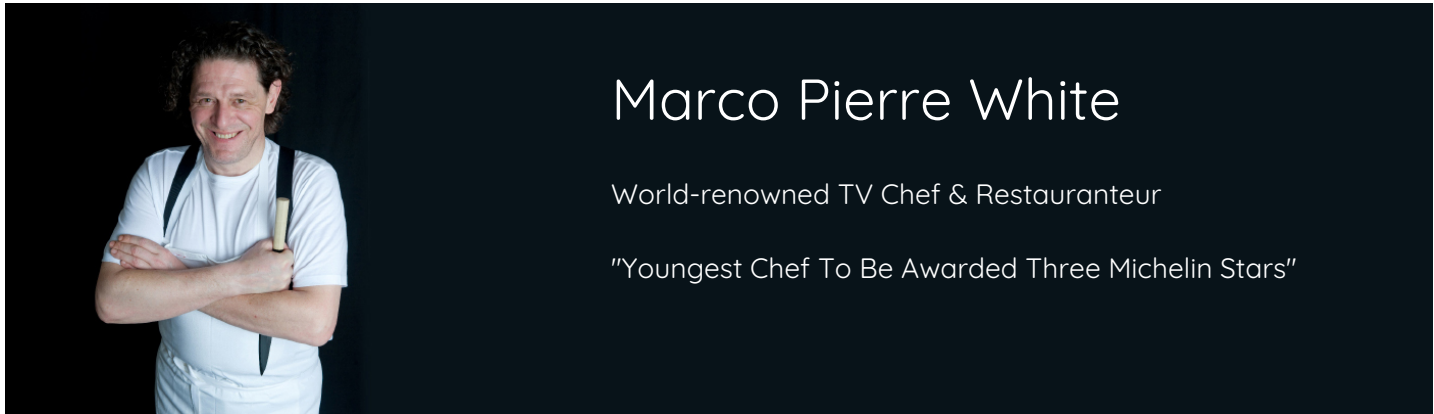 Marco Pierre White
World-renowned TV Chef & Restauranteur
"Youngest Chef To Be Awarded Three Michelin Stars"